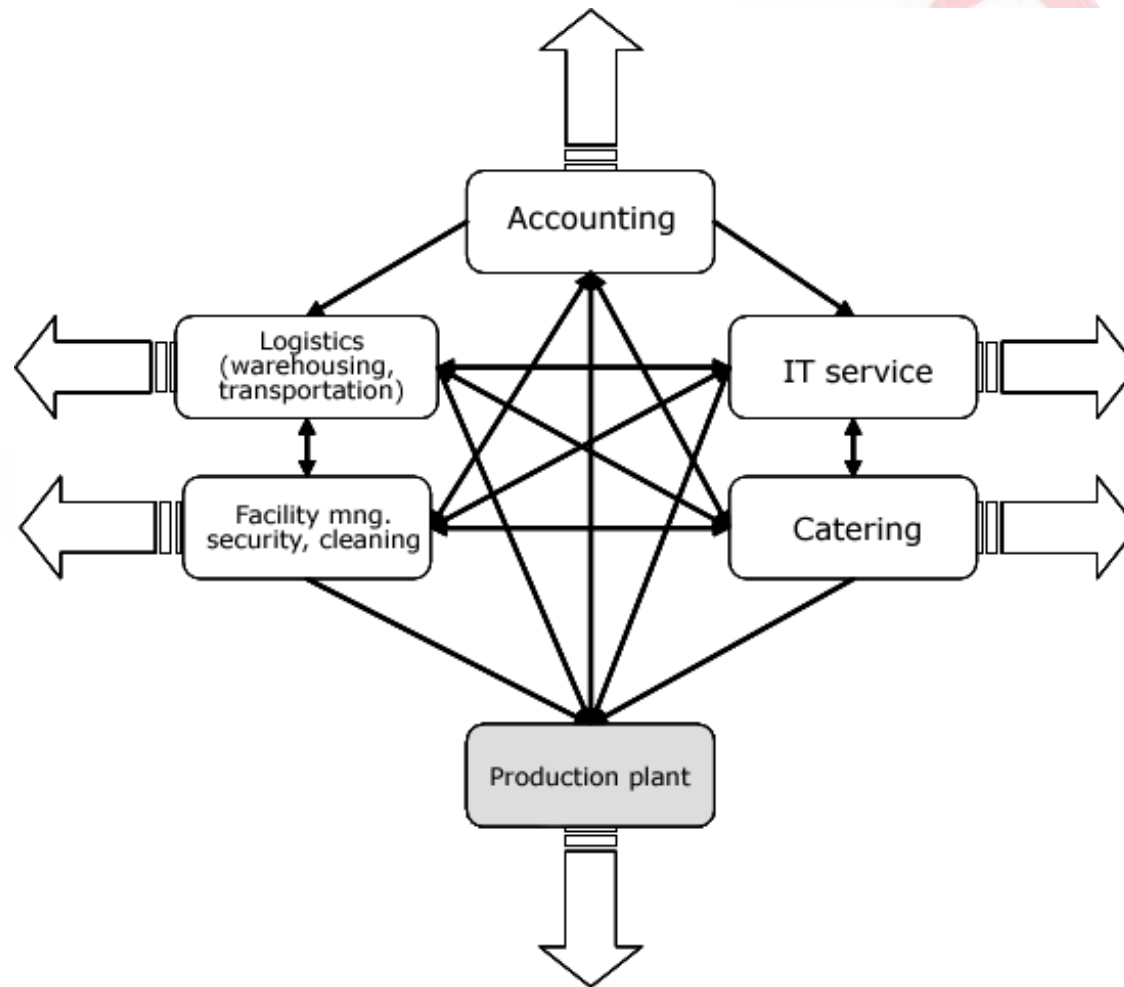 Accounting
Logistics
(warehousing,
transportation)
IT service
Facility mng.
security, cleaning
Catering
Production plant